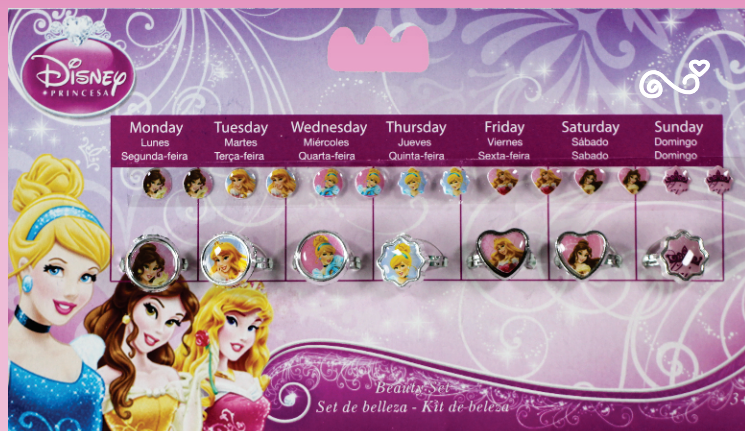 Disney
PRINCESA
Monday Tuesday Wednesday Thursday Friday Saturday Sunday
Lunes Martes Miércoles Jueves Viernes Sábado Domingo
Segunda-feira Terça-feira Quarta-feira Quinta-feira Sexta-feira Sabado Domingo
Beauty Set
Set de belleza - Kit de beleza
3+